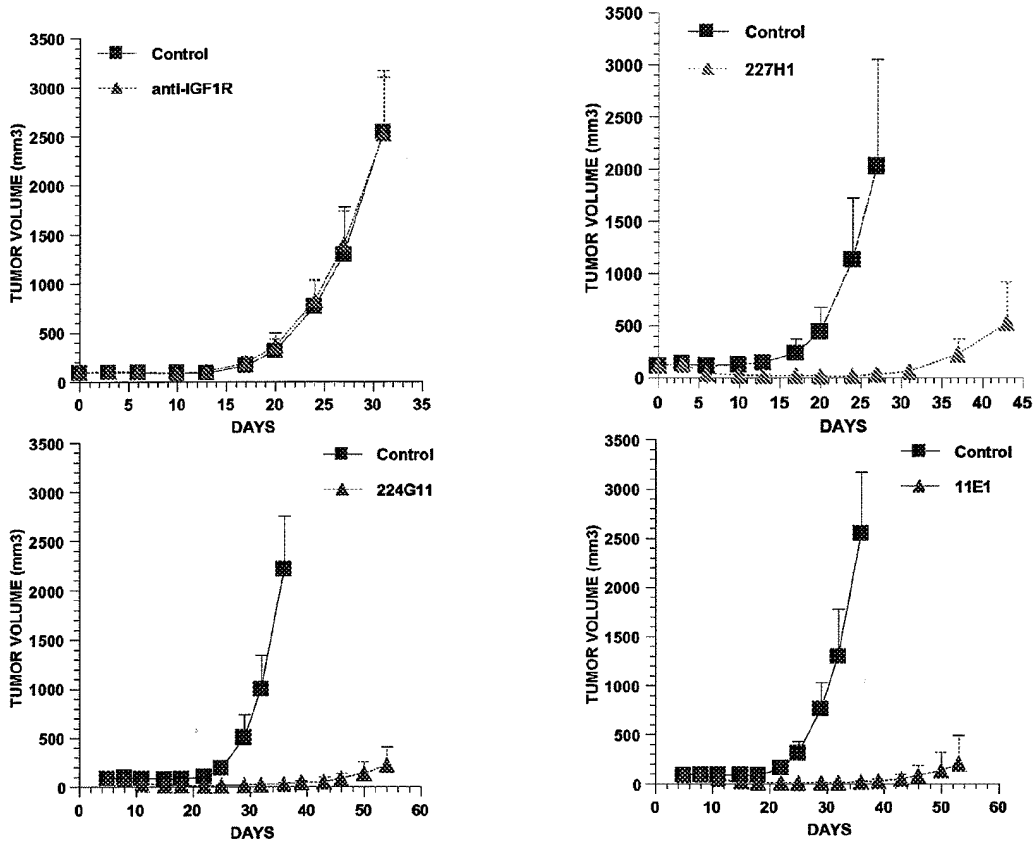 3500
3000
2500
2000
1500
1000
500
0
TUMOR VOLUME (mm3)
Control
anti-IGF1R
0 5 10 15 20 25 30 35
DAYS
3500
3000
2500
2000
1500
1000
500
0
TUMOR VOLUME (mm3)
Control
227H1
0 5 10 15 20 25 30 35 40 45
DAYS
3500
3000
2500
2000
1500
1000
500
0
TUMOR VOLUME (mm3)
Control
224G11
0 10 20 30 40 50 60
DAYS
3500
3000
2500
2000
1500
1000
500
0
TUMOR VOLUME (mm3)
Control
11E1
0 10 20 30 40 50 60
DAYS